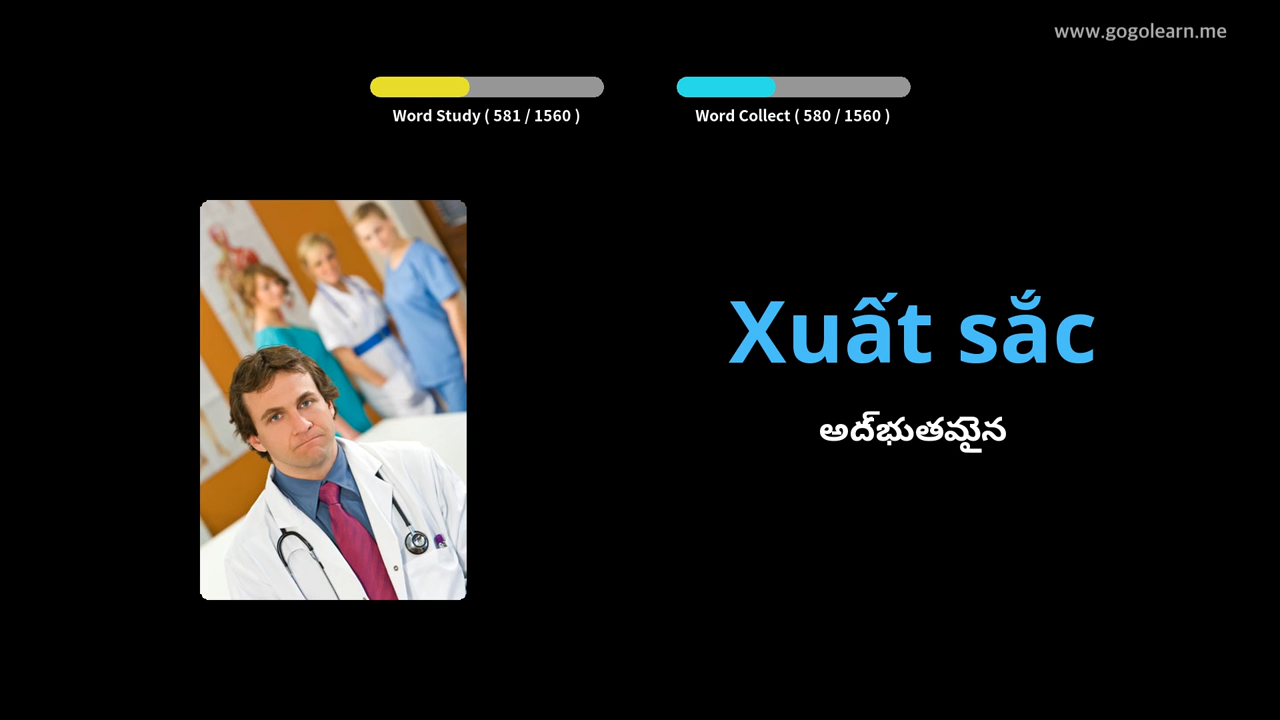 www.gogolearn.me
Word Study ( 581 / 1560 )
Word Collect ( 580 / 1560 )
Xuất sắc
అద్‌భుతమైన